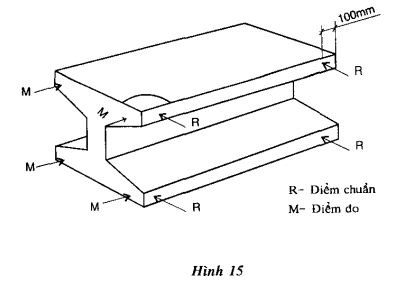 100mm
R
M
M
R
R
M
M
R
R- Điểm chuẩn
M- Điểm đo
Hình 15